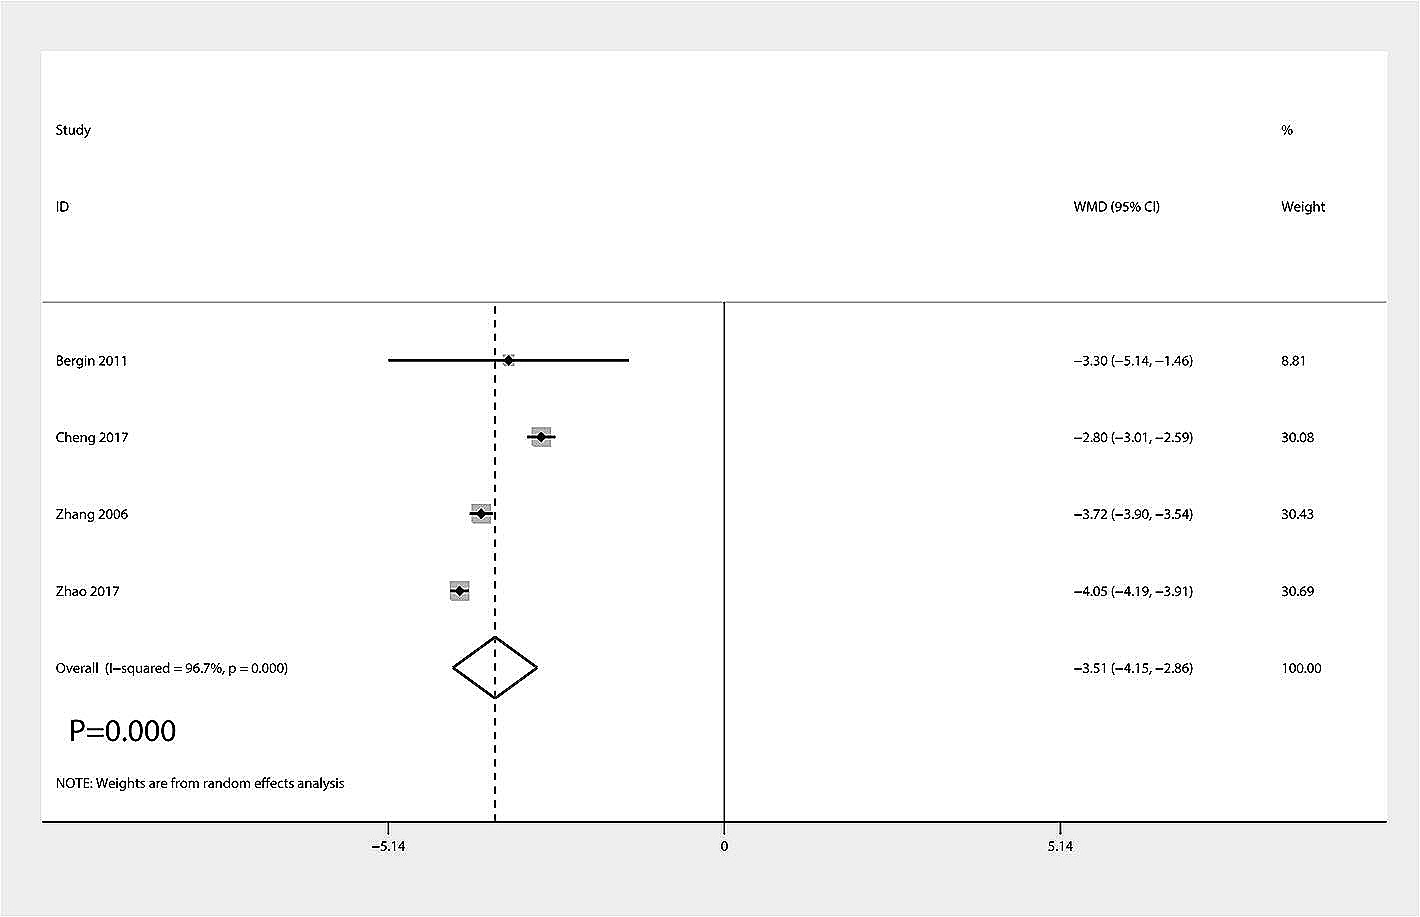 Study %
ID WMD (95% CI) Weight
Bergin 2011 −3.30 (−5.14, −1.46) 8.81
Cheng 2017 −2.80 (−3.01, −2.59) 30.08
Zhang 2006 −3.72 (−3.90, −3.54) 30.43
Zhao 2017 −4.05 (−4.19, −3.91) 30.69
Overall (I−squared = 96.7%, p = 0.000) −3.51 (−4.15, −2.86) 100.00
P=0.000
NOTE: Weights are from random effects analysis
−5.14 0 5.14